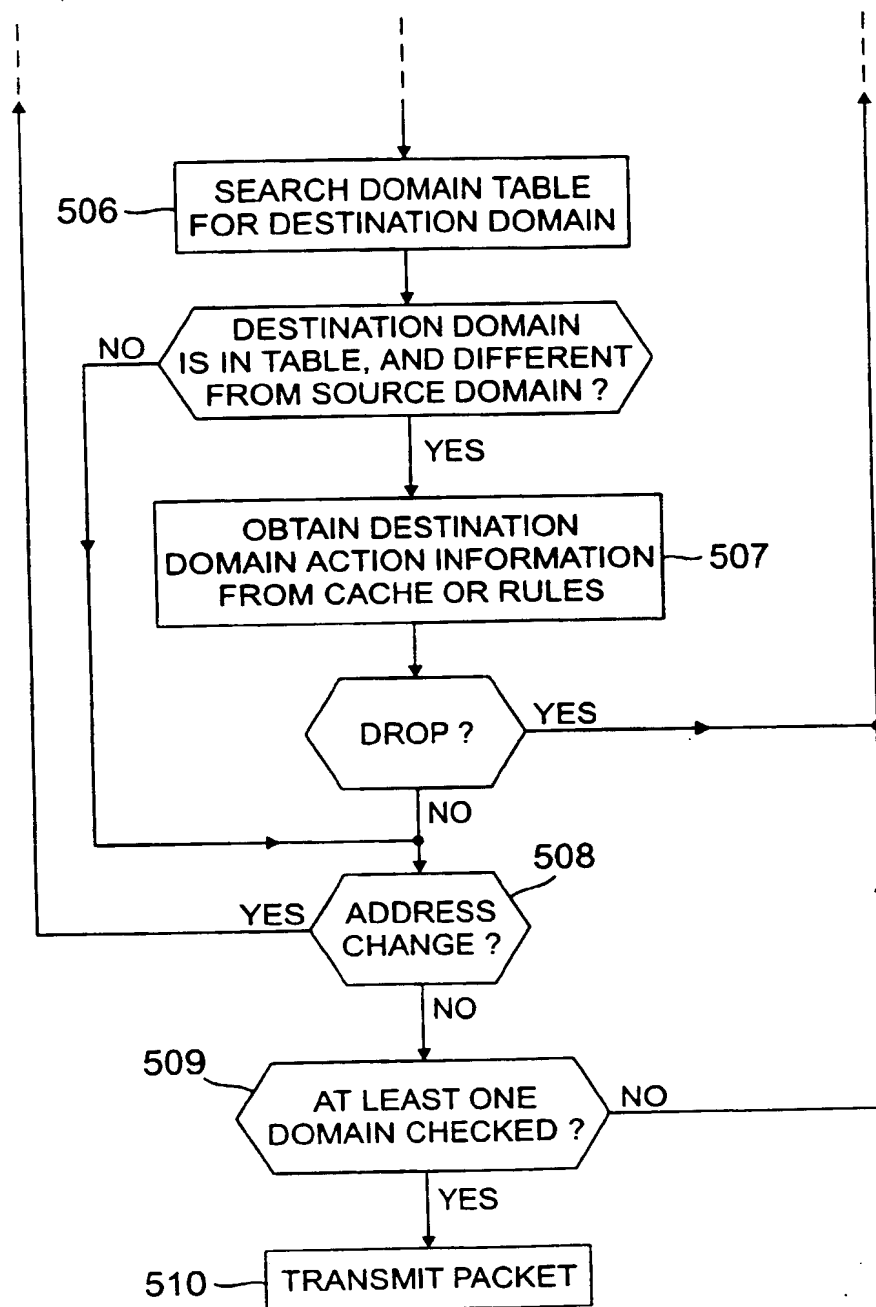 506
SEARCH DOMAIN TABLE
FOR DESTINATION DOMAIN
NO
DESTINATION DOMAIN
IS IN TABLE, AND DIFFERENT
FROM SOURCE DOMAIN ?
YES
OBTAIN DESTINATION
DOMAIN ACTION INFORMATION
FROM CACHE OR RULES
507
DROP ?
YES
NO
508
YES
ADDRESS
CHANGE ?
NO
509
AT LEAST ONE
DOMAIN CHECKED ?
NO
YES
510
TRANSMIT PACKET